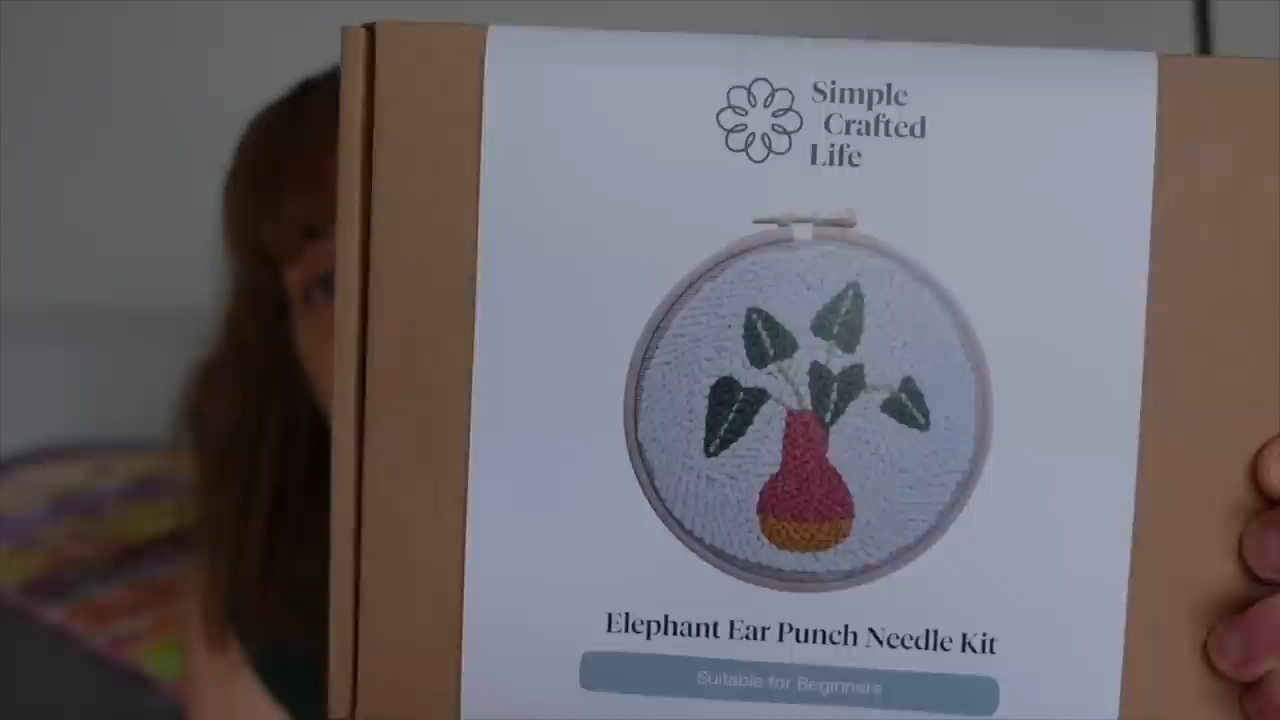 Simple
Crafted
Life
Elephant Ear Punch Needle Kit
Suitable for Beginners